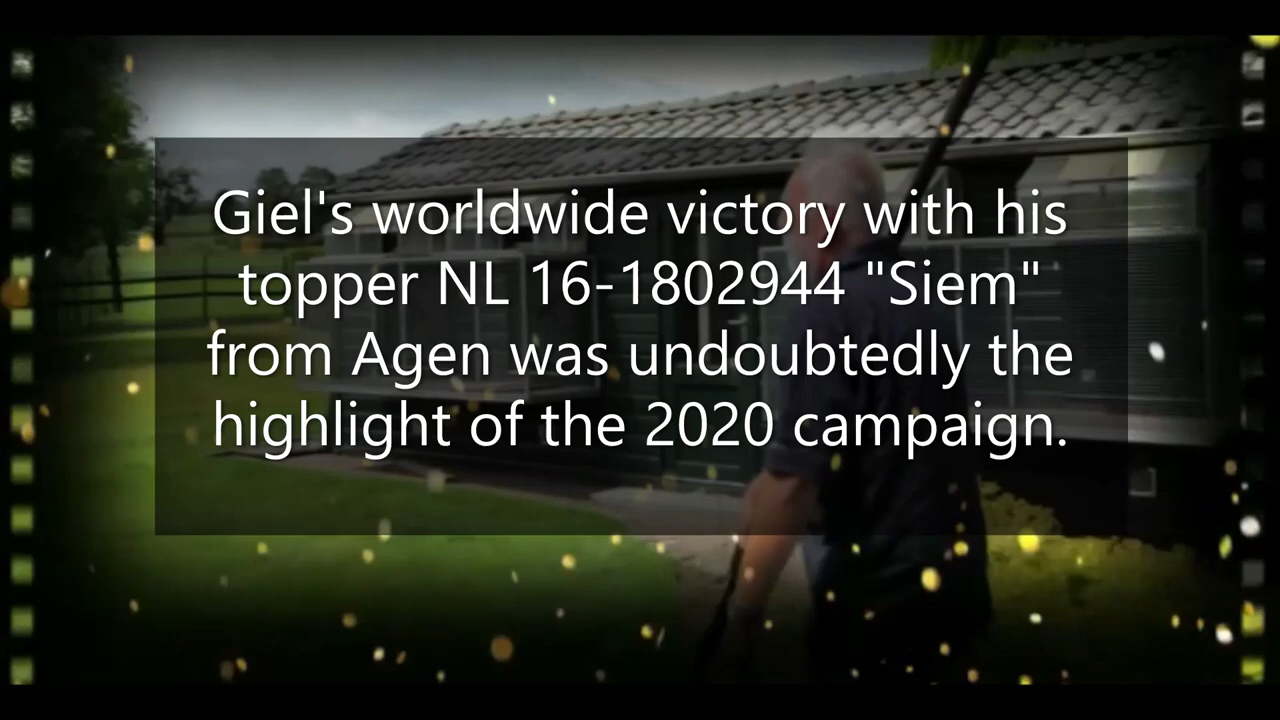 Giel's worldwide victory with his
topper NL 16-1802944 "Siem"
from Agen was undoubtedly the
highlight of the 2020 campaign.